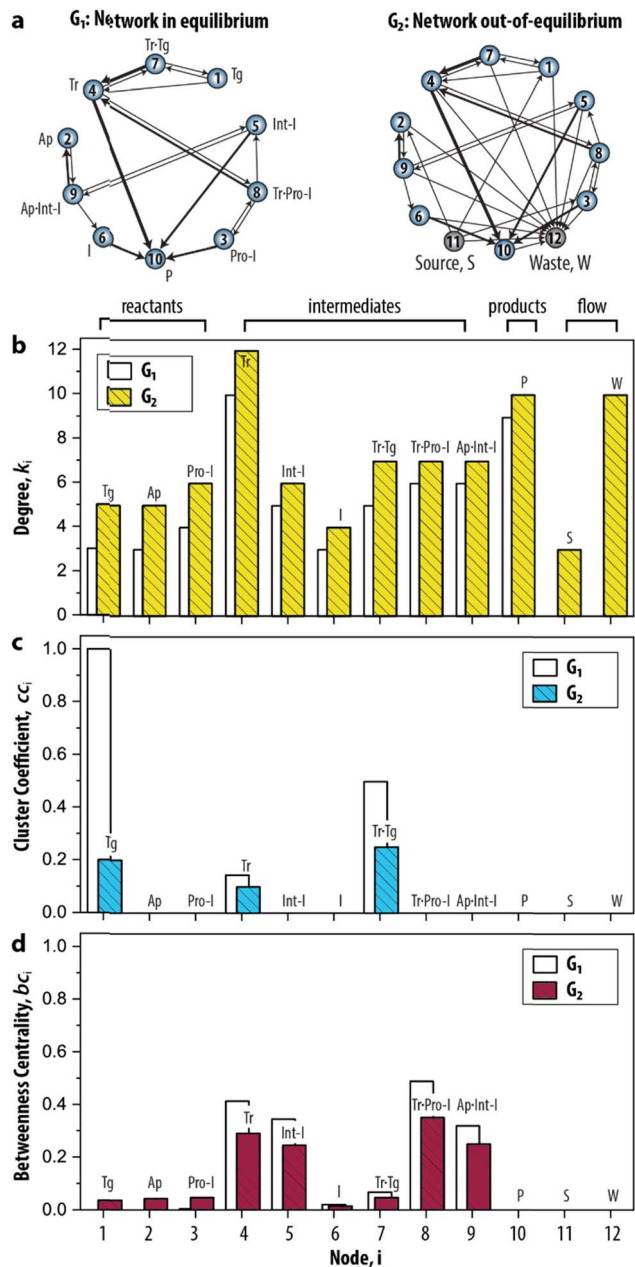 a
G₁: Network in equilibrium
G₂: Network out-of-equilibrium
Tr·Tg
7
1
Tg
Tr
4
Ap
2
5
Int-I
9
Ap·Int-I
8
Tr·Pro-I
6
I
10
P
3
Pro-I
7
1
4
5
2
9
8
6
3
11
10
12
Source, S
Waste, W
reactants
intermediates
products
flow
b
Degree, kᵢ
12
10
8
6
4
2
0
G₁
G₂
Tg
Ap
Pro-I
Tr
Int-I
I
Tr·Tg
Tr·Pro-I
Ap·Int-I
P
S
W
c
Cluster Coefficient, ccᵢ
1.0
0.8
0.6
0.4
0.2
0.0
G₁
G₂
Tg
Ap
Pro-I
Tr
Int-I
I
Tr·Tg
Tr·Pro-I
Ap·Int-I
P
S
W
d
Betweenness Centrality, bcᵢ
1.0
0.8
0.6
0.4
0.2
0.0
G₁
G₂
Tg
Ap
Pro-I
Tr
Int-I
I
Tr·Tg
Tr·Pro-I
Ap·Int-I
P
S
W
1 2 3 4 5 6 7 8 9 10 11 12
Node, i